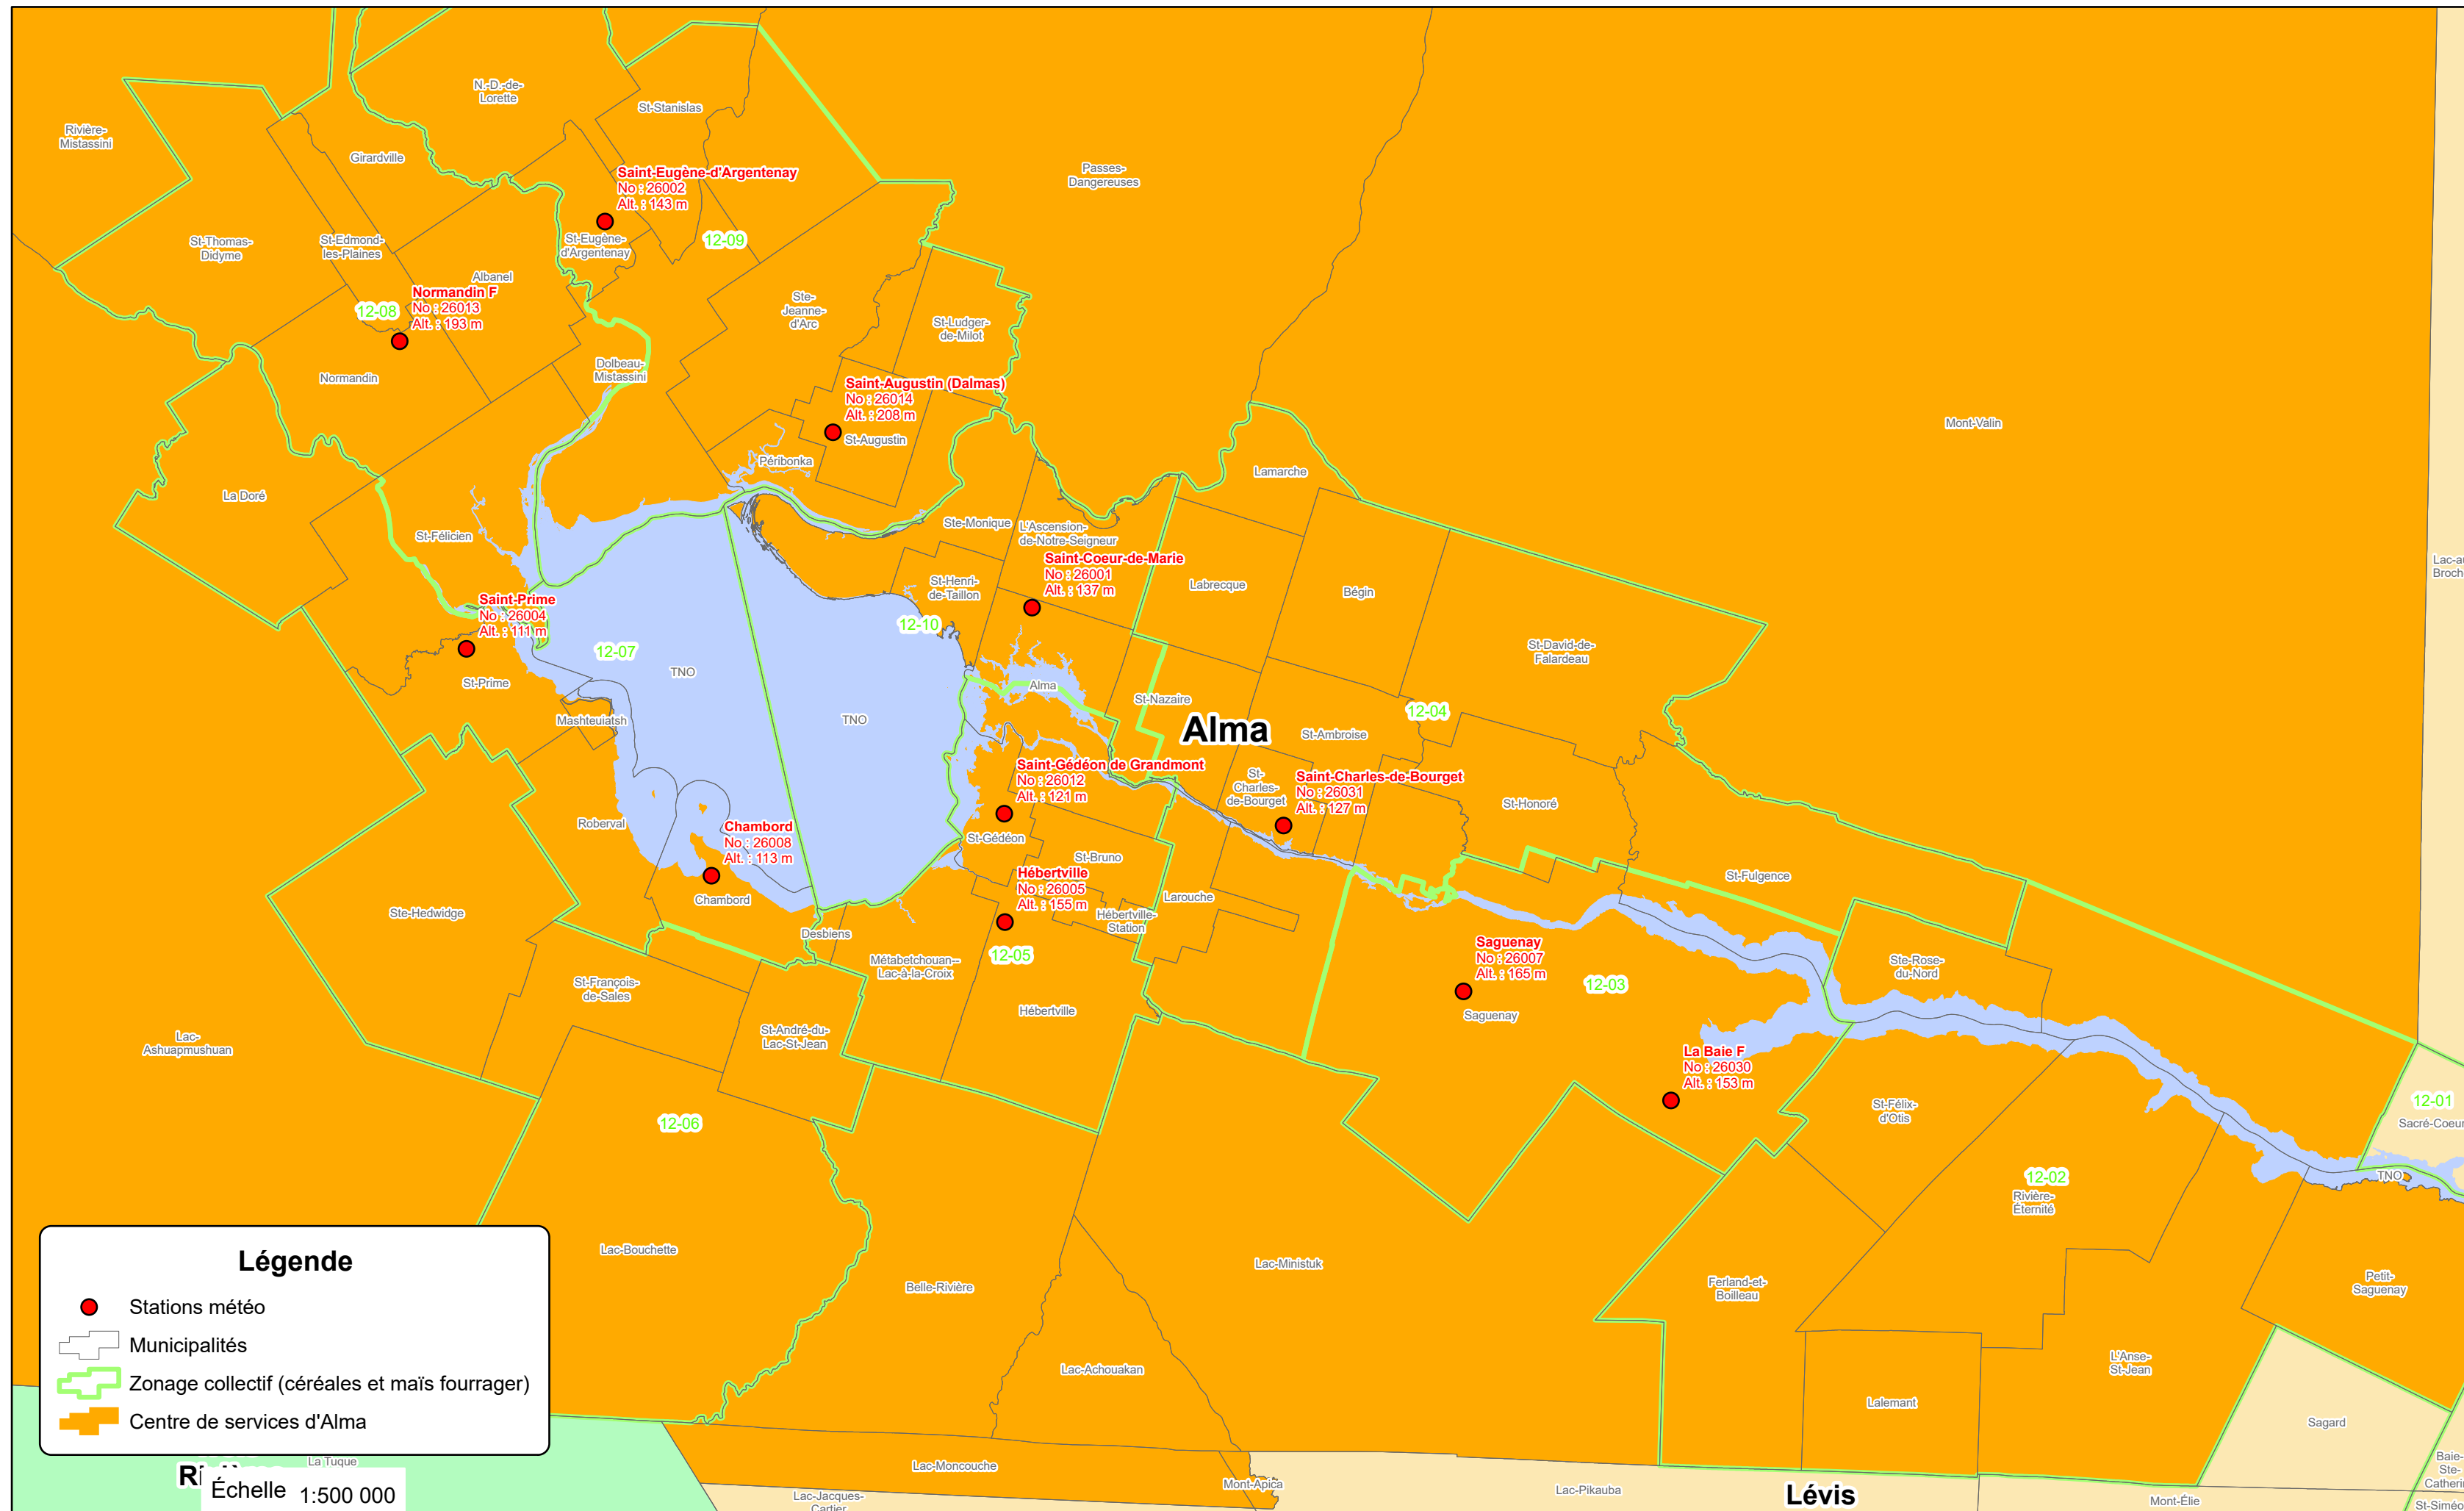 N.-D.-de-
Lorette
St-Stanislas
Rivière-
Mistassini
Girardville
Passes-
Dangereuses
Saint-Eugène-d'Argentenay
No : 26002
Alt. : 143 m
St-Thomas-
Didyme
St-Edmond-
les-Plaines
St-Eugène-
d'Argentenay
12-09
Albanel
Normandin F
No : 26013
Alt. : 193 m
12-08
Ste-
Jeanne-
d'Arc
St-Ludger-
de-Milot
Normandin
Dolbeau-
Mistassini
Saint-Augustin (Dalmas)
No : 26014
Alt. : 208 m
St-Augustin
Mont-Valin
Péribonka
Lamarche
La Doré
St-Félicien
Ste-Monique
L'Ascension-
de-Notre-Seigneur
Saint-Coeur-de-Marie
No : 26001
Alt. : 137 m
St-Henri-
de-Taillon
Labrecque
Bégin
Saint-Prime
No : 26004
Alt. : 111 m
12-10
12-07
TNO
St-David-de-
Falardeau
St-Prime
Alma
St-Nazaire
Mashteuiatsh
TNO
12-04
Alma
St-Ambroise
Saint-Gédéon de Grandmont
No : 26012
Alt. : 121 m
St-
Charles-
de-Bourget
Saint-Charles-de-Bourget
No : 26031
Alt. : 127 m
St-Honoré
Roberval
Chambord
No : 26008
Alt. : 113 m
St-Gédéon
St-Bruno
Hébertville
No : 26005
Alt. : 155 m
St-Fulgence
Chambord
Larouche
Ste-Hedwidge
Hébertville-
Station
Desbiens
12-05
Métabetchouan--
Lac-à-la-Croix
Saguenay
No : 26007
Alt. : 165 m
Ste-Rose-
du-Nord
12-03
St-François-
de-Sales
Hébertville
Saguenay
St-André-du-
Lac-St-Jean
Lac-
Ashuapmushuan
La Baie F
No : 26030
Alt. : 153 m
12-01
Sacré-Coeur
St-Félix-
d'Otis
12-06
12-02
Rivière-
Éternité
TNO
Lac-Bouchette
Lac-Ministuk
Belle-Rivière
Ferland-et-
Boilleau
Petit-
Saguenay
L'Anse-
St-Jean
Lac-Achouakan
Lalemant
Sagard
Légende
Stations météo
Municipalités
Zonage collectif (céréales et maïs fourrager)
Centre de services d'Alma
La Tuque
Échelle 1:500 000
Lac-Moncouche
Mont-Apica
Lac-Jacques-
Cartier
Lac-Pikauba
Lévis
Mont-Élie
Baie-
Ste-